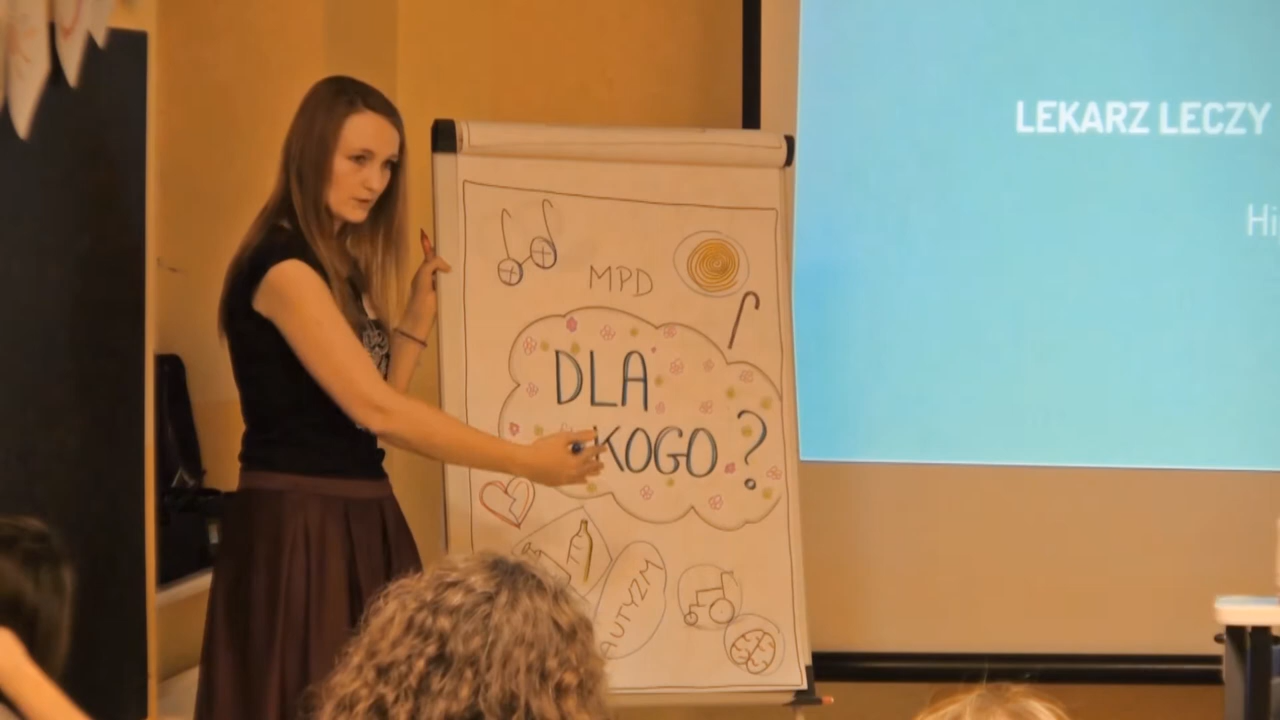 LEKARZ LECZY
Hi
MPD
DLA
KOGO?
AUTYZM